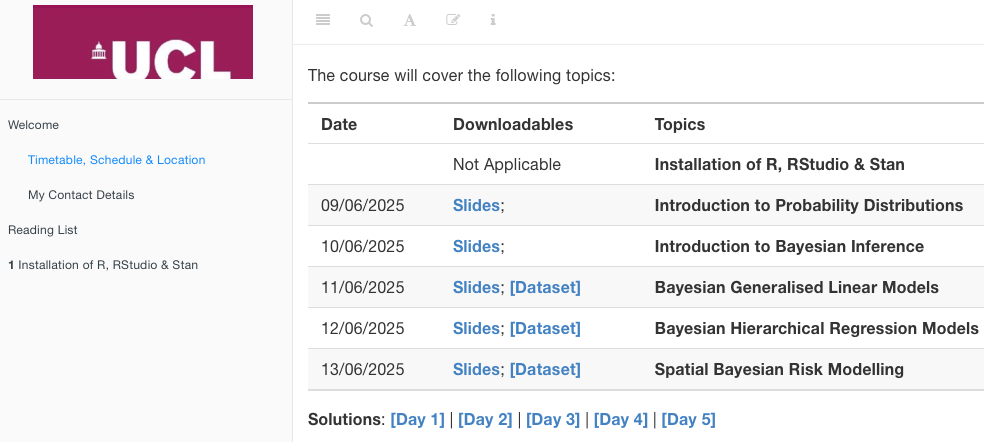 UCL
Welcome
Timetable, Schedule & Location
My Contact Details
Reading List
1 Installation of R, RStudio & Stan
The course will cover the following topics:
Date Downloadables Topics
Not Applicable Installation of R, RStudio & Stan
09/06/2025 Slides; Introduction to Probability Distributions
10/06/2025 Slides; Introduction to Bayesian Inference
11/06/2025 Slides; [Dataset] Bayesian Generalised Linear Models
12/06/2025 Slides; [Dataset] Bayesian Hierarchical Regression Models
13/06/2025 Slides; [Dataset] Spatial Bayesian Risk Modelling
Solutions: [Day 1] | [Day 2] | [Day 3] | [Day 4] | [Day 5]